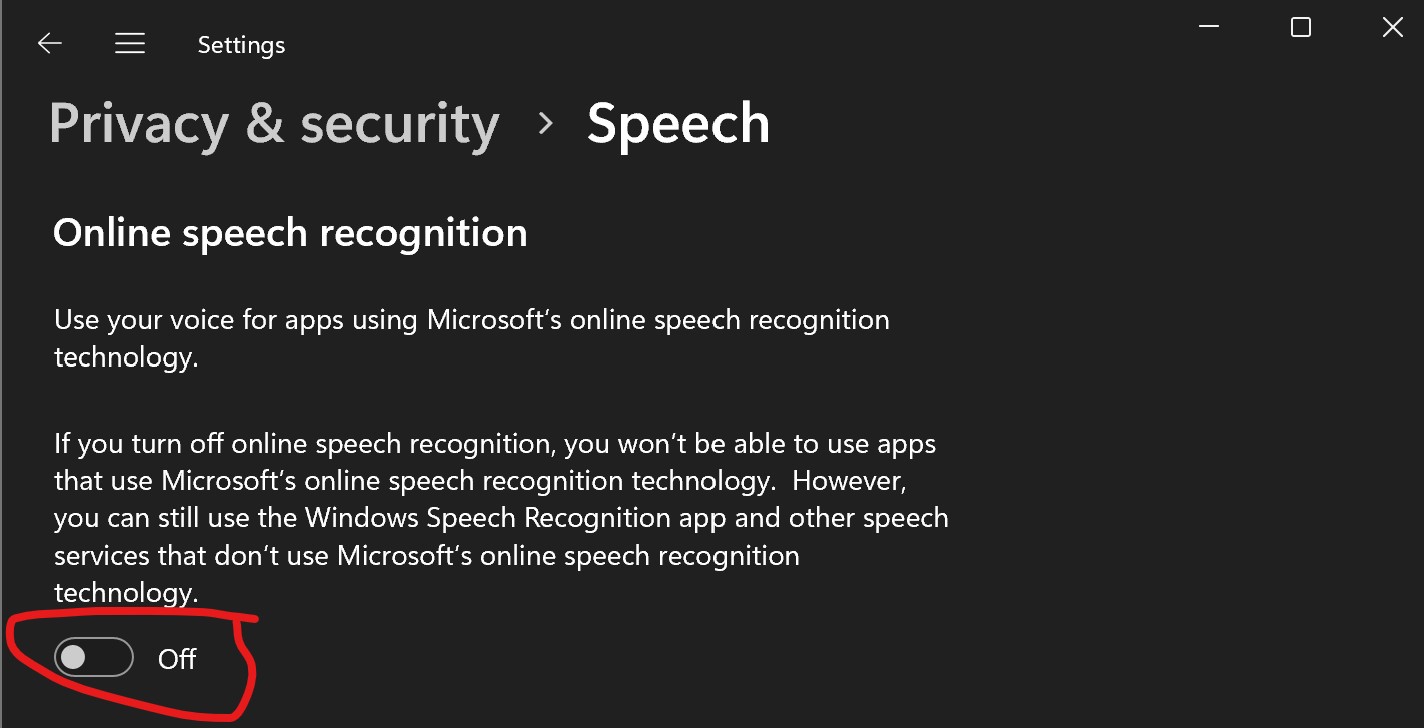 Settings
Privacy & security > Speech
Online speech recognition
Use your voice for apps using Microsoft’s online speech recognition
technology.
If you turn off online speech recognition, you won’t be able to use apps
that use Microsoft’s online speech recognition technology.  However,
you can still use the Windows Speech Recognition app and other speech
services that don’t use Microsoft’s online speech recognition
technology.
Off